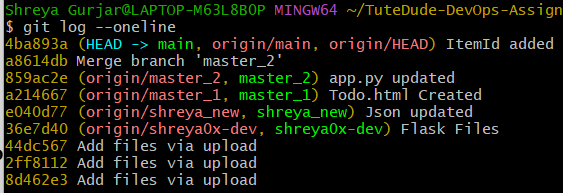 Shreya Gurjar@LAPTOP-M63L8BOP MINGW64 ~/TuteDude-DevOps-Assign
$ git log --oneline
4ba893a (HEAD -> main, origin/main, origin/HEAD) ItemId added
a8614db Merge branch 'master_2'
859ac2e (origin/master_2, master_2) app.py updated
a214667 (origin/master_1, master_1) Todo.html Created
e040d77 (origin/shreya_new, shreya_new) Json updated
36e7d40 (origin/shreya0x-dev, shreya0x-dev) Flask Files
44dc567 Add files via upload
2ff8112 Add files via upload
8d462e3 Add files via upload